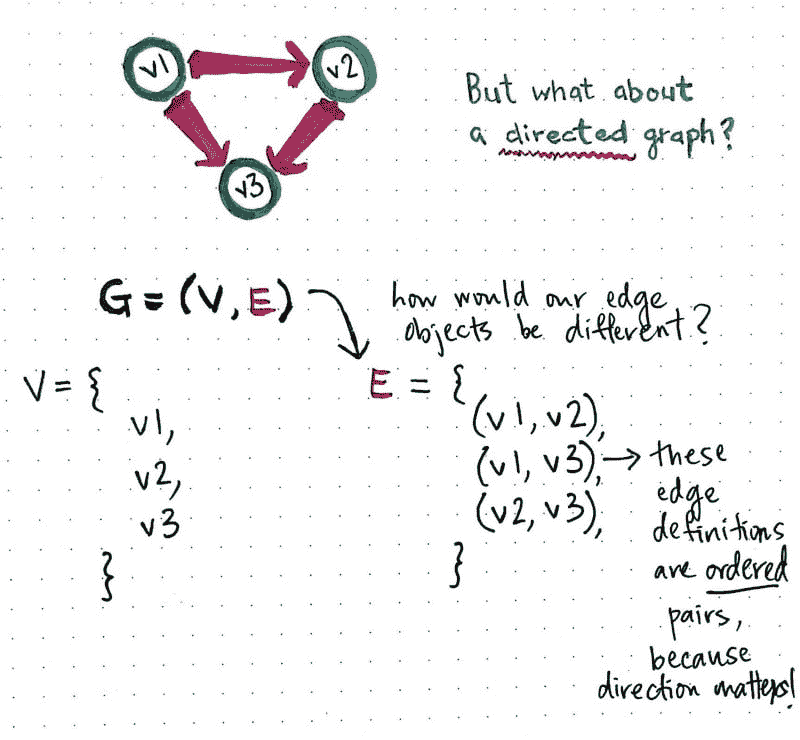 v1
v2
v3
But what about
a directed graph?
G = (V, E)
how would our edge
objects be different?
V = {
v1,
v2,
v3
}
E = {
(v1, v2),
(v1, v3),
(v2, v3),
}
these
edge
definitions
are ordered
pairs,
because
direction matters!